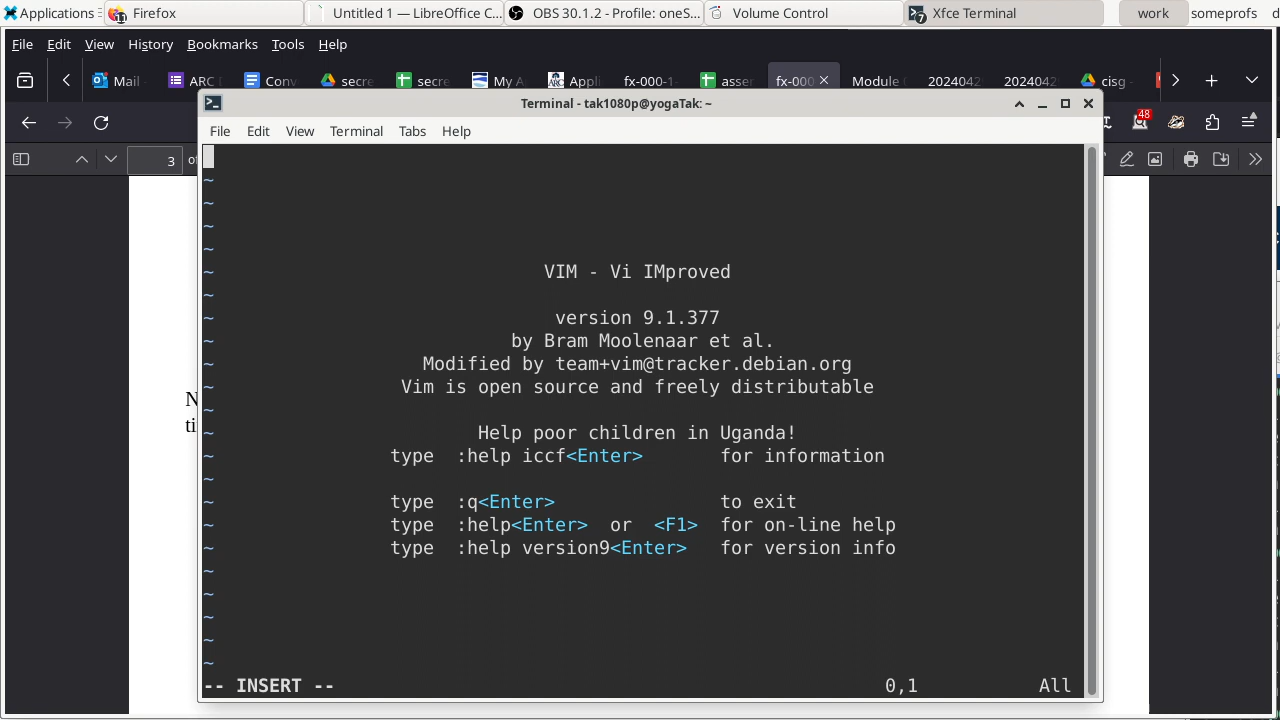 Applications
Firefox
Untitled 1 — LibreOffice C...
OBS 30.1.2 - Profile: oneS...
Volume Control
7
Xfce Terminal
work
someprofs
File Edit View History Bookmarks Tools Help
Mail
ARC
Conv
secre
secre
My A
Appli
fx-000-1-
asse
fx-000
Module
2024042
2024042
cisg -
48
3
Terminal - tak1080p@yogaTak: ~
File Edit View Terminal Tabs Help
~
~
~
~
~ VIM - Vi IMproved
~
~ version 9.1.377
~ by Bram Moolenaar et al.
~ Modified by team+vim@tracker.debian.org
~ Vim is open source and freely distributable
~
~ Help poor children in Uganda!
~ type :help iccf<Enter> for information
~
~ type :q<Enter> to exit
~ type :help<Enter> or <F1> for on-line help
~ type :help version9<Enter> for version info
~
~
~
~
~
-- INSERT -- 0,1 All